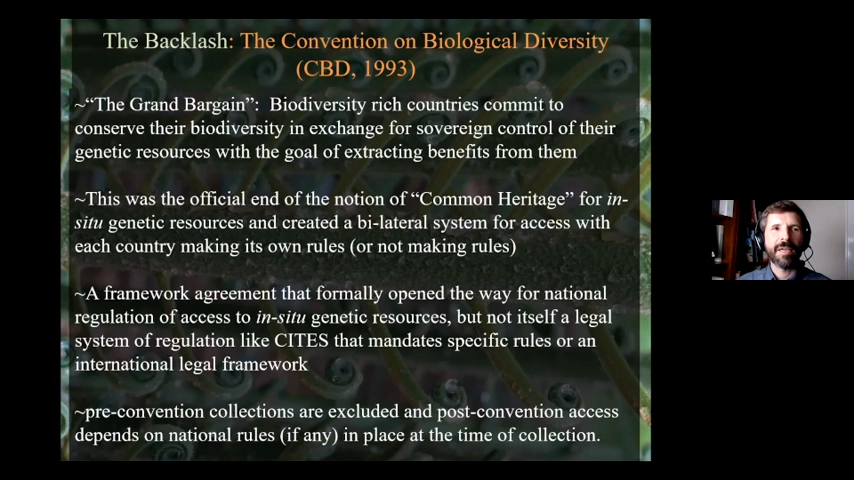 The Backlash: The Convention on Biological Diversity
(CBD, 1993)
~“The Grand Bargain”: Biodiversity rich countries commit to
conserve their biodiversity in exchange for sovereign control of their
genetic resources with the goal of extracting benefits from them
~This was the official end of the notion of “Common Heritage” for in-
situ genetic resources and created a bi-lateral system for access with
each country making its own rules (or not making rules)
~A framework agreement that formally opened the way for national
regulation of access to in-situ genetic resources, but not itself a legal
system of regulation like CITES that mandates specific rules or an
international legal framework
~pre-convention collections are excluded and post-convention access
depends on national rules (if any) in place at the time of collection.